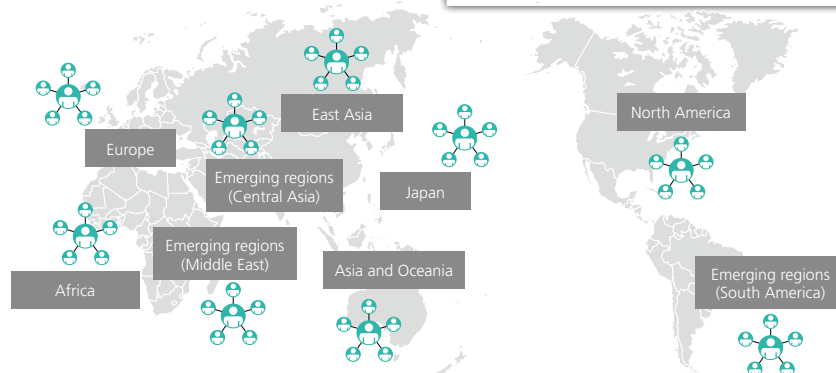 East Asia
North America
Europe
Emerging regions
(Central Asia)
Japan
Emerging regions
(Middle East)
Asia and Oceania
Africa
Emerging regions
(South America)